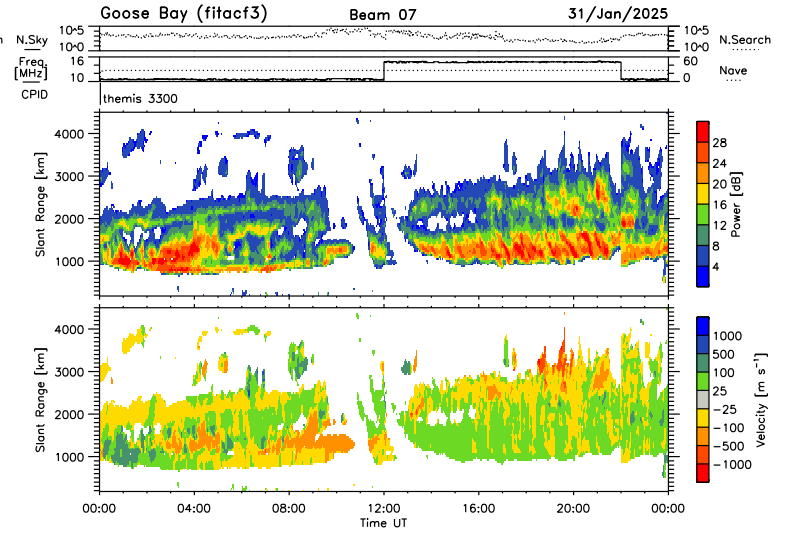 Goose Bay (fitacf3) Beam 07 31/Jan/2025
n N.Sky 10^5 10^0 10^5 10^0 N.Search
Freq. [MHz] 16 10 60 0 Nave
CPID themis 3300
Slant Range [km]
4000
3000
2000
1000
28
24
20
16
12
8
4
Power [dB]
Slant Range [km]
4000
3000
2000
1000
1000
500
100
25
−25
−100
−500
−1000
Velocity [m s⁻¹]
00:00 04:00 08:00 12:00 16:00 20:00 00:00
Time UT